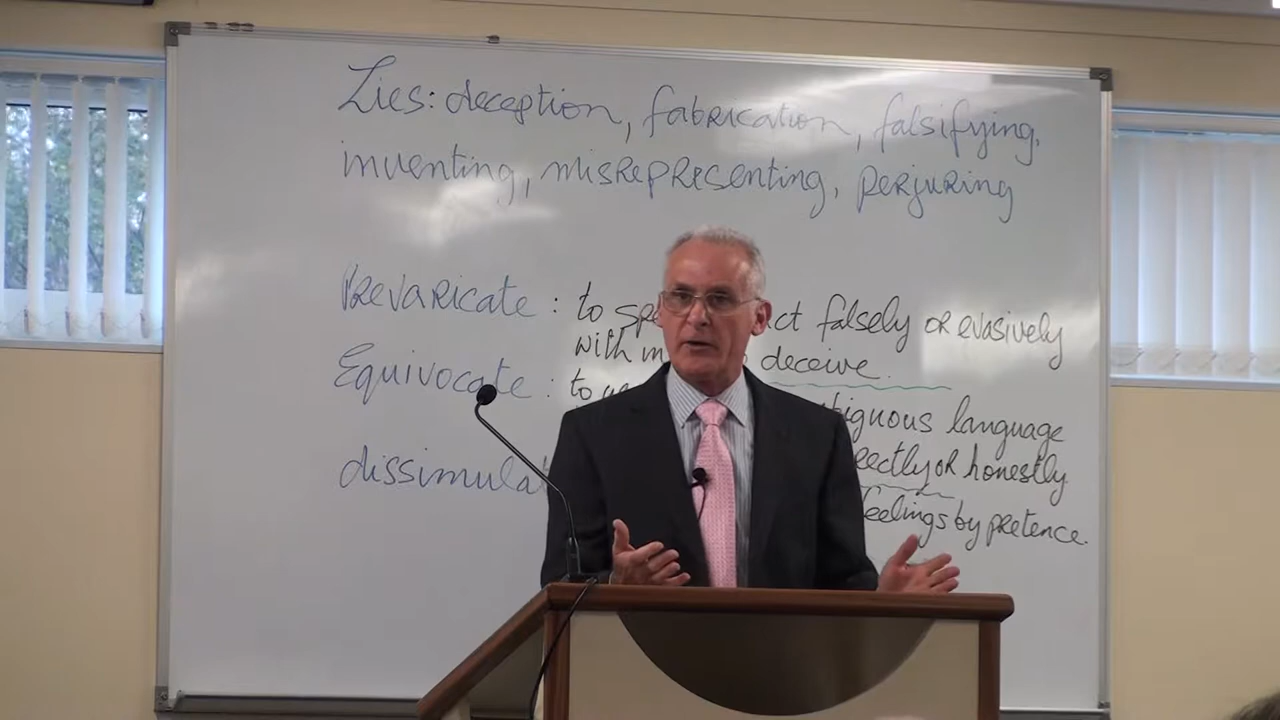 Lies: deception, fabrication, falsifying,
inventing, misrepresenting, perjuring
Prevaricate: to act falsely or evasively
with deceive.
Equivocate: to language
or honestly
feelings by pretence.